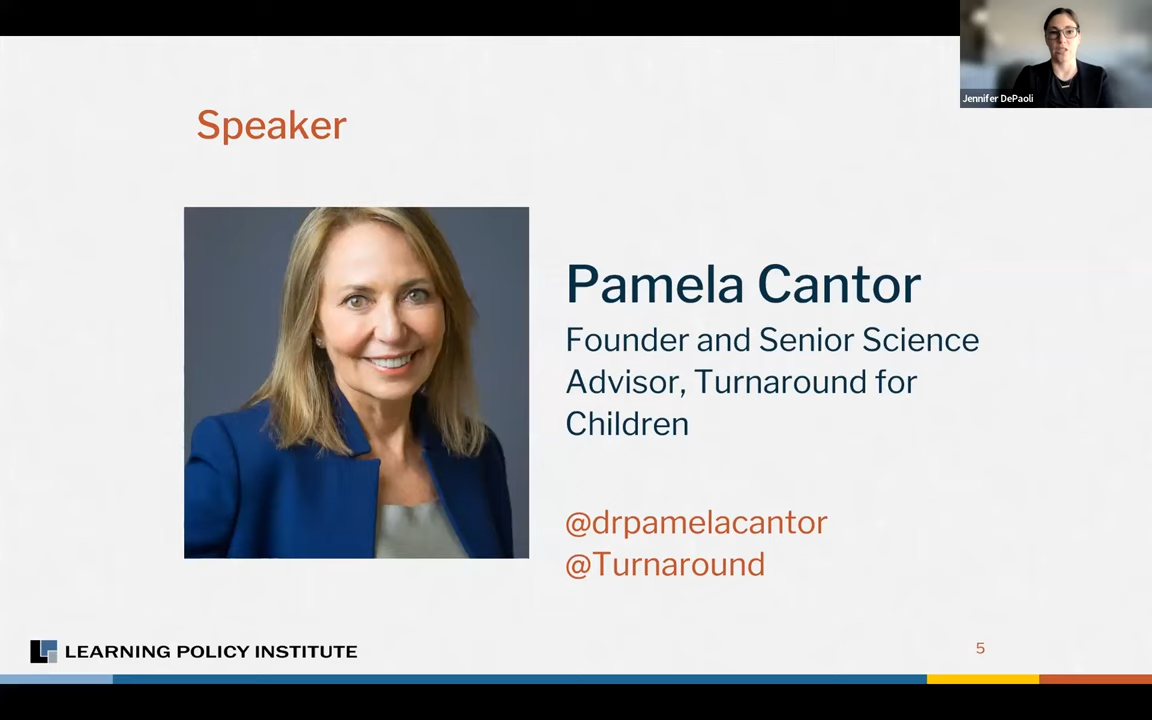 Jennifer DePaoli
Speaker
Pamela Cantor
Founder and Senior Science
Advisor, Turnaround for
Children
@drpamelacantor
@Turnaround
LEARNING POLICY INSTITUTE
5